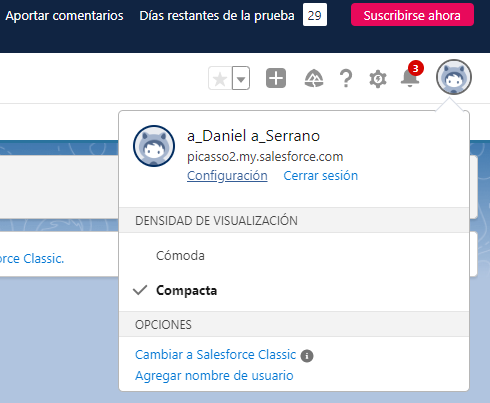 Aportar comentarios Días restantes de la prueba 29 Suscribirse ahora
3
a_Daniel a_Serrano
picasso2.my.salesforce.com
Configuración Cerrar sesión
DENSIDAD DE VISUALIZACIÓN
Cómoda
rce Classic.
Compacta
OPCIONES
Cambiar a Salesforce Classic
Agregar nombre de usuario